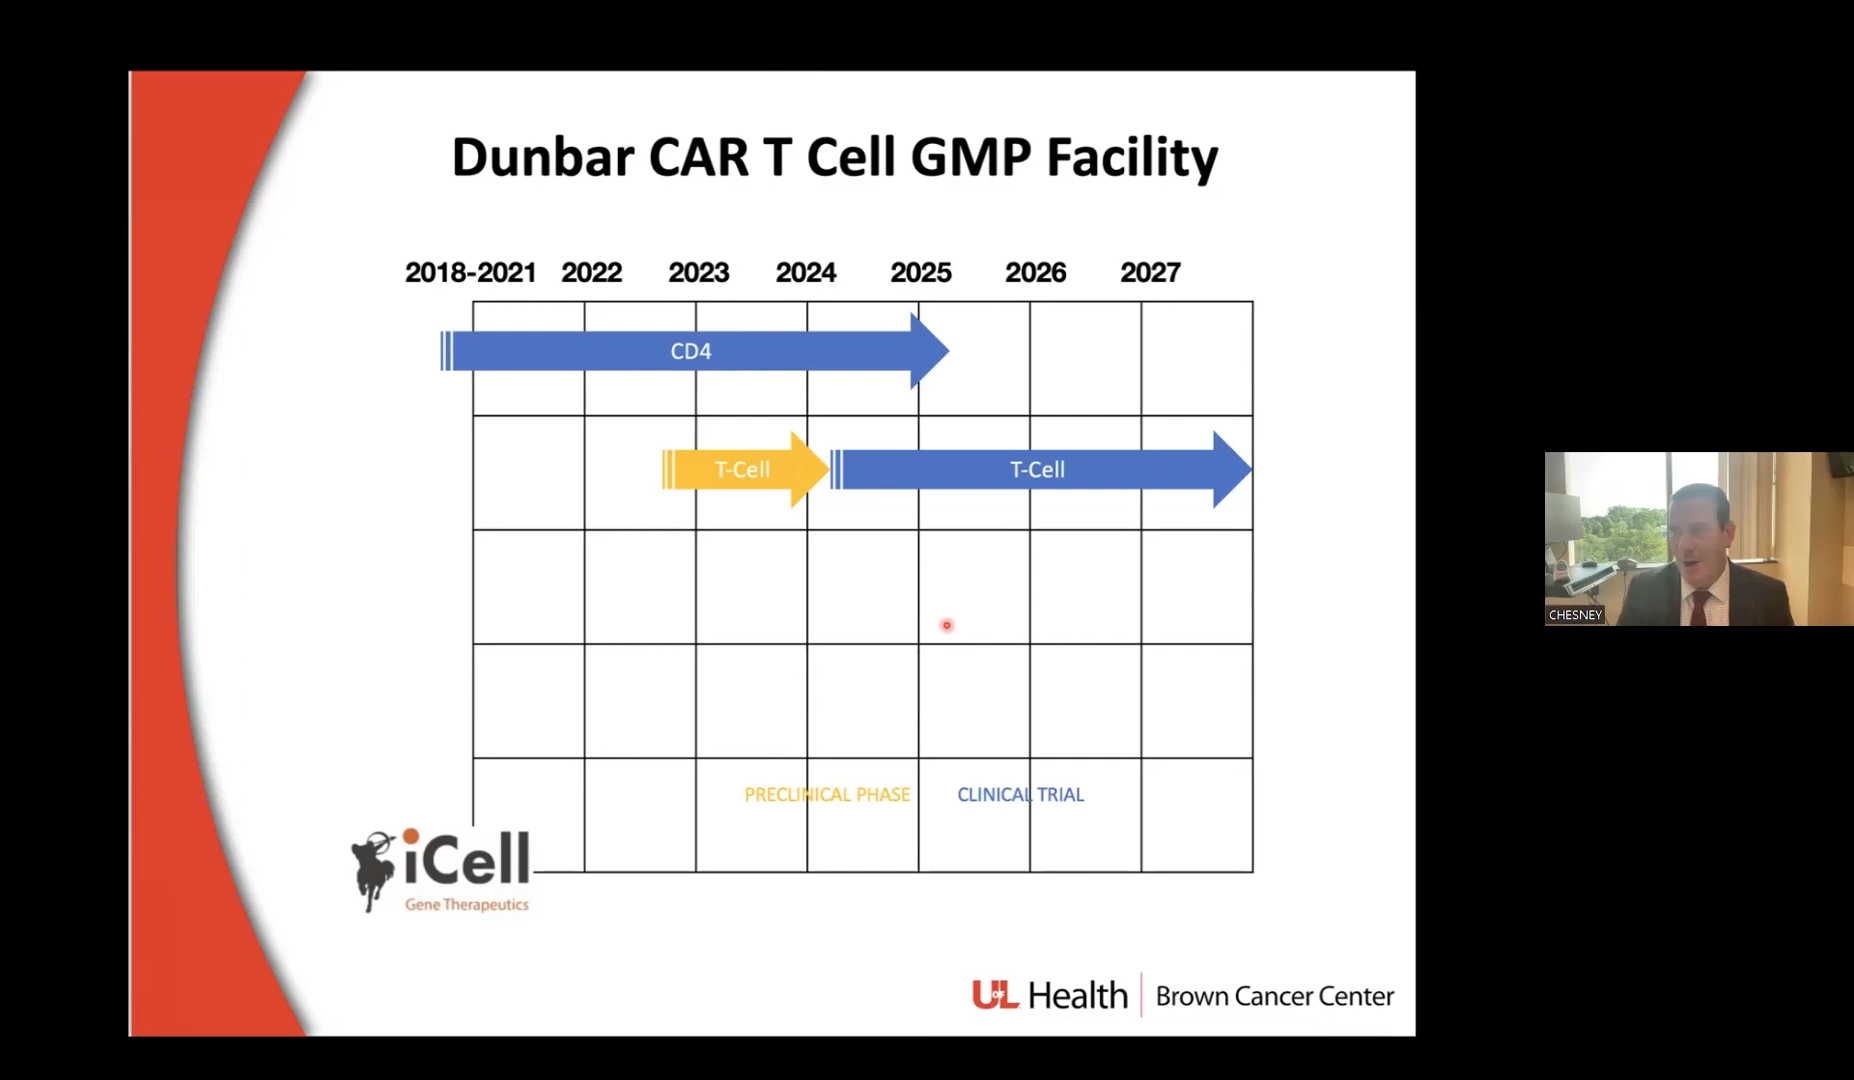 Dunbar CAR T Cell GMP Facility
2018-2021 2022 2023 2024 2025 2026 2027
CD4
T-Cell T-Cell
PRECLINICAL PHASE CLINICAL TRIAL
iCell
Gene Therapeutics
UofL Health Brown Cancer Center
CHESNEY